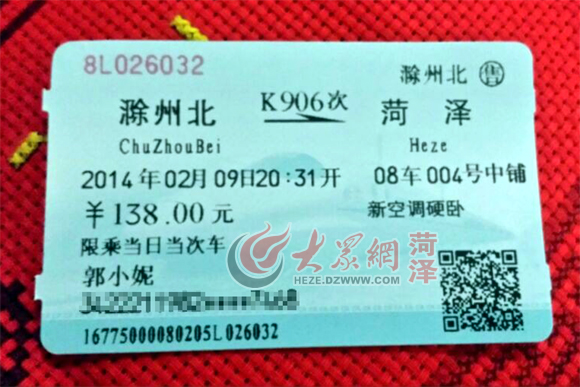 8L026032 滁州北 售
滁州北 K906次 菏泽
ChuZhouBei Heze
2014年02月09日20:31开 08车004号中铺
￥138.00元 新空调硬卧
限乘当日当次车
大眾網 菏泽
HEZE.DZWWW.COM
郭小妮
16775000080205L026032